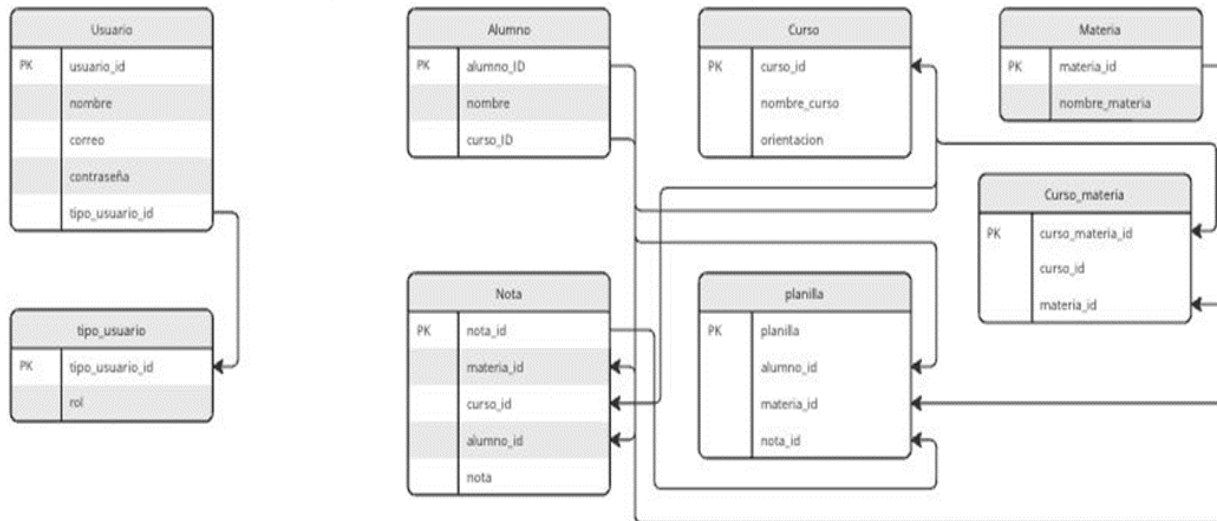 Usuario
PK usuario_id
nombre
correo
contraseña
tipo_usuario_id
tipo_usuario
PK tipo_usuario_id
rol
Alumno
PK alumno_ID
nombre
curso_ID
Curso
PK curso_id
nombre_curso
orientacion
Materia
PK materia_id
nombre_materia
Curso_materia
PK curso_materia_id
curso_id
materia_id
Nota
PK nota_id
materia_id
curso_id
alumno_id
nota
planilla
PK planilla
alumno_id
materia_id
nota_id